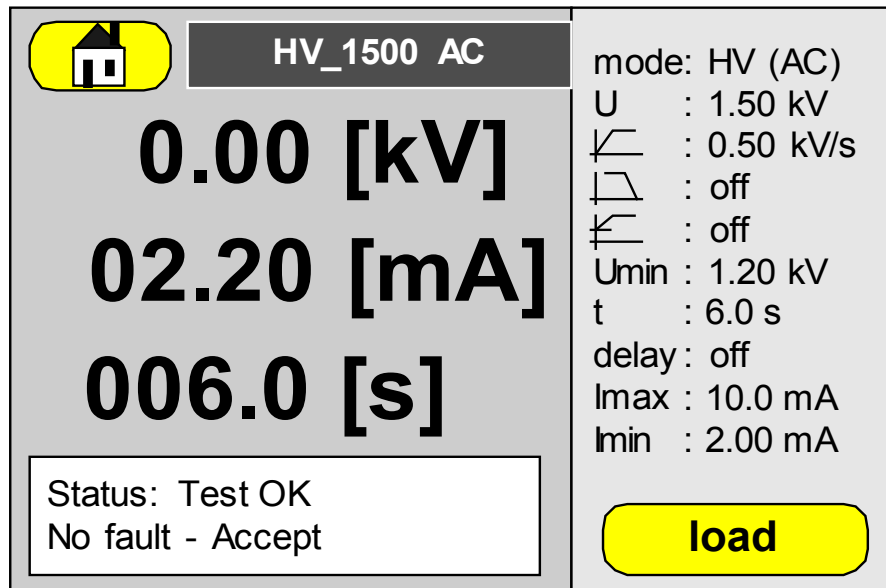 HV_1500 AC
0.00 [kV]
02.20 [mA]
006.0 [s]
Status: Test OK
No fault - Accept
mode: HV (AC)
U : 1.50 kV
: 0.50 kV/s
: off
: off
Umin : 1.20 kV
t : 6.0 s
delay : off
Imax : 10.0 mA
Imin : 2.00 mA
load